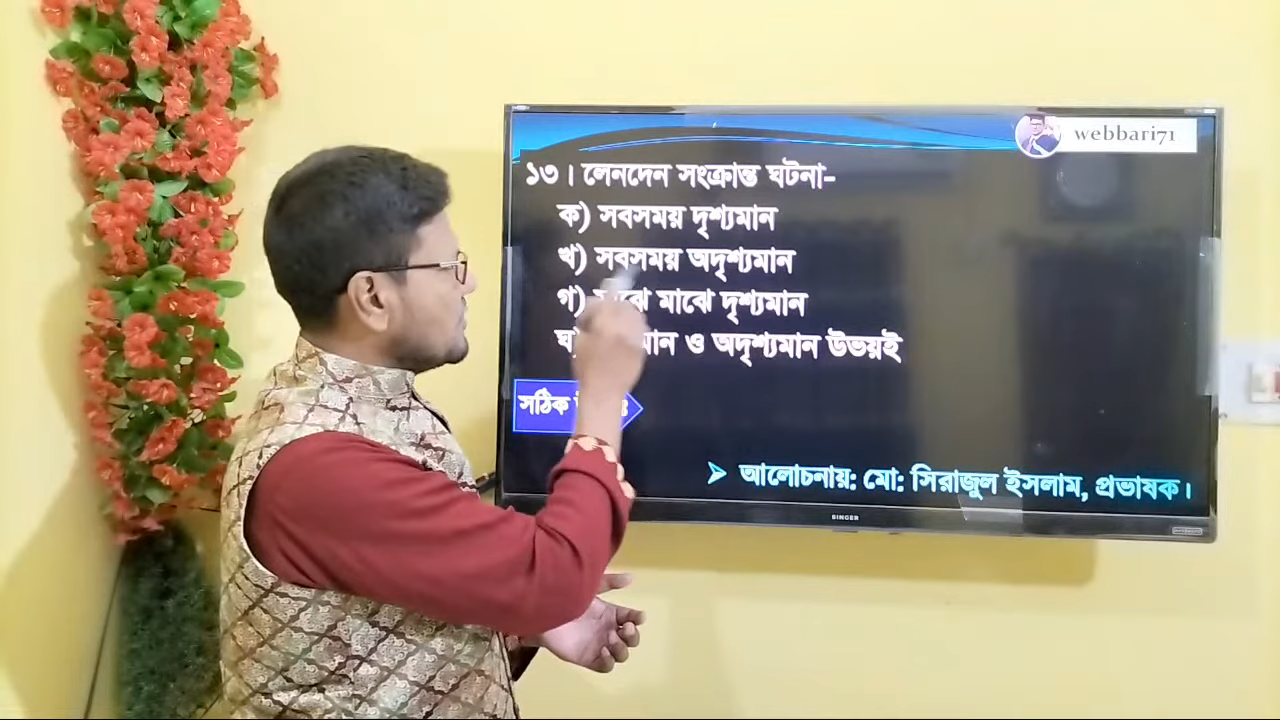 webbari71
১৩। লেনদেন সংক্রান্ত ঘটনা-
ক) সবসময় দৃশ্যমান
খ) সবসময় অদৃশ্যমান
গ) মাঝে মাঝে দৃশ্যমান
ঘ) ও অদৃশ্যমান উভয়ই
সঠিক
আলোচনায়: মো: সিরাজুল ইসলাম, প্রভাষক।
SINGER